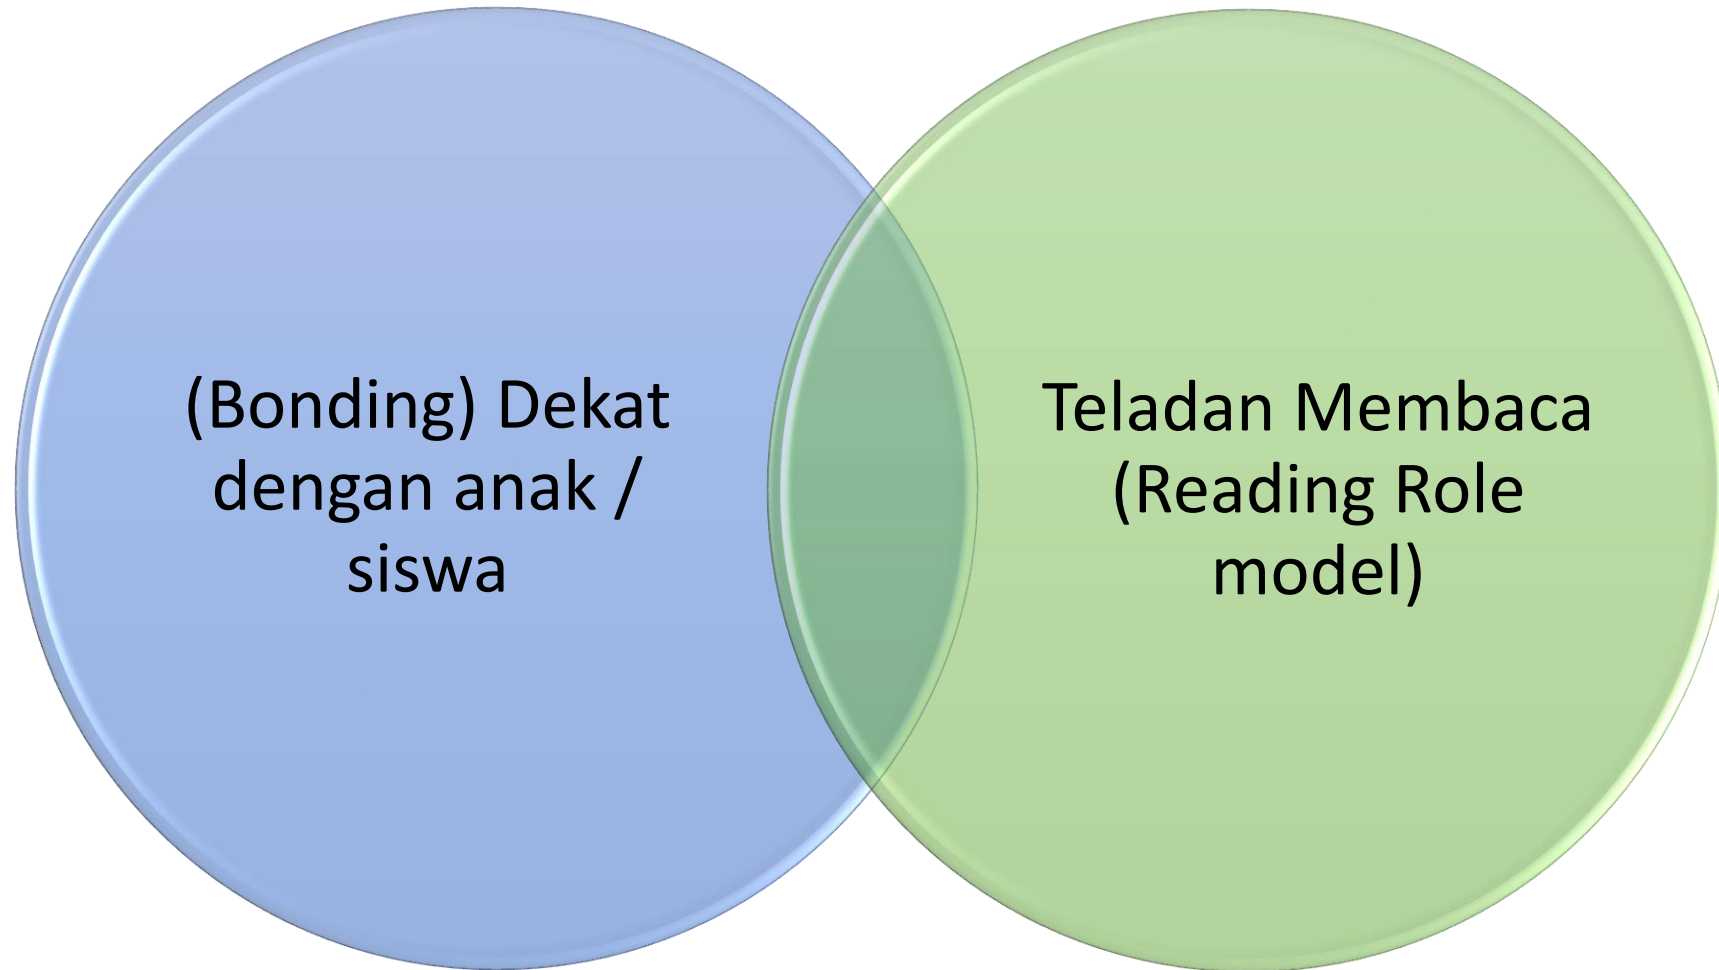 (Bonding) Dekat
dengan anak /
siswa
Teladan Membaca
(Reading Role
model)